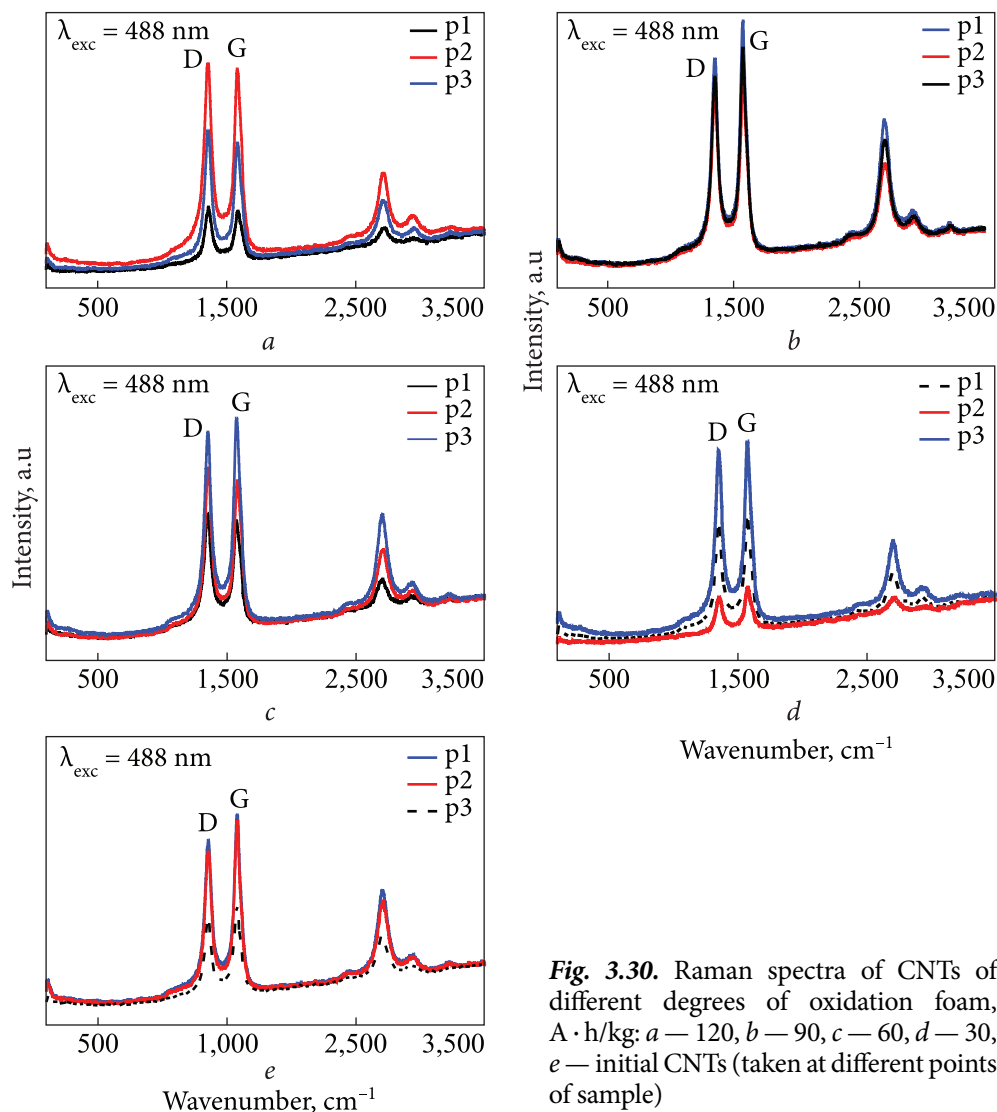 λexc = 488 nm
D
G
p1
p2
p3
500 1,500 2,500 3,500
a
λexc = 488 nm
D
G
p1
p2
p3
500 1,500 2,500 3,500
b
Intensity, a.u
λexc = 488 nm
D
G
p1
p2
p3
500 1,500 2,500 3,500
c
Intensity, a.u
λexc = 488 nm
D
G
p1
p2
p3
500 1,500 2,500 3,500
d
Wavenumber, cm⁻¹
λexc = 488 nm
D
G
p1
p2
p3
500 1,000 2,500 3,500
e
Wavenumber, cm⁻¹
Fig. 3.30. Raman spectra of CNTs of
different degrees of oxidation foam,
A · h/kg: a — 120, b — 90, c — 60, d — 30,
e — initial CNTs (taken at different points
of sample)